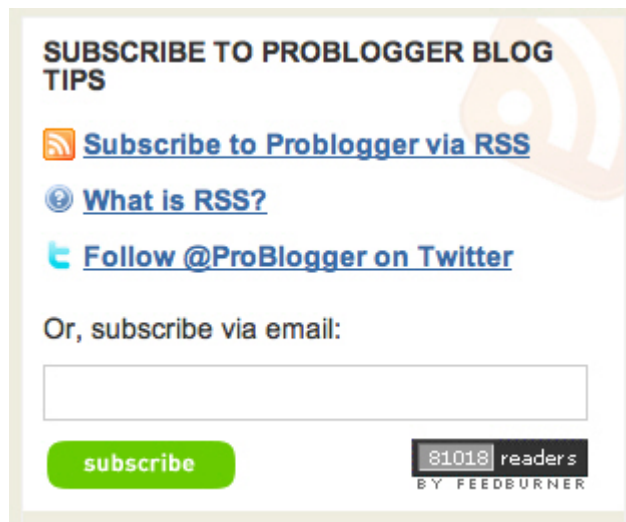 SUBSCRIBE TO PROBLOGGER BLOG
TIPS
Subscribe to Problogger via RSS
What is RSS?
Follow @ProBlogger on Twitter
Or, subscribe via email:
subscribe
81018 readers
BY FEEDBURNER